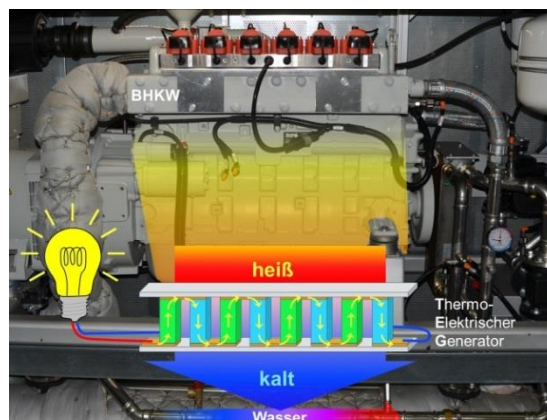 BHKW
heiß
Thermo-
Elektrischer
Generator
kalt
Wasser